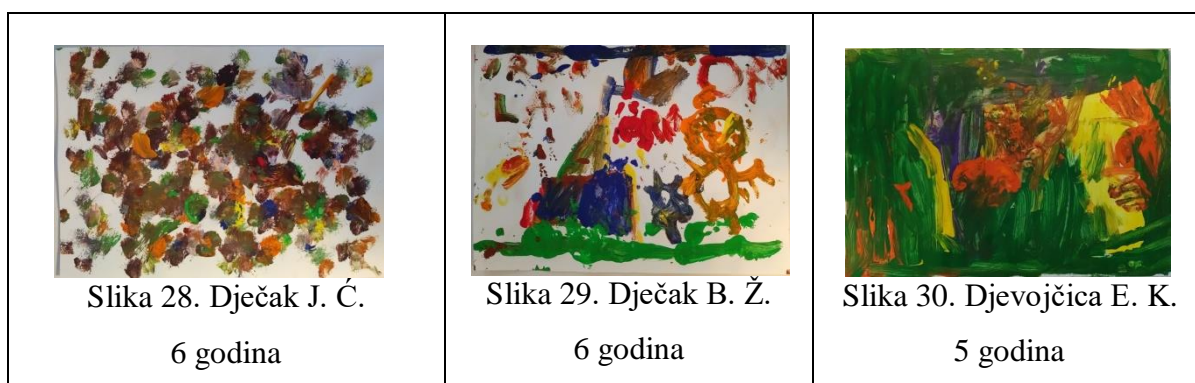 Slika 28. Dječak J. Ć.
6 godina
Slika 29. Dječak B. Ž.
6 godina
Slika 30. Djevojčica E. K.
5 godina